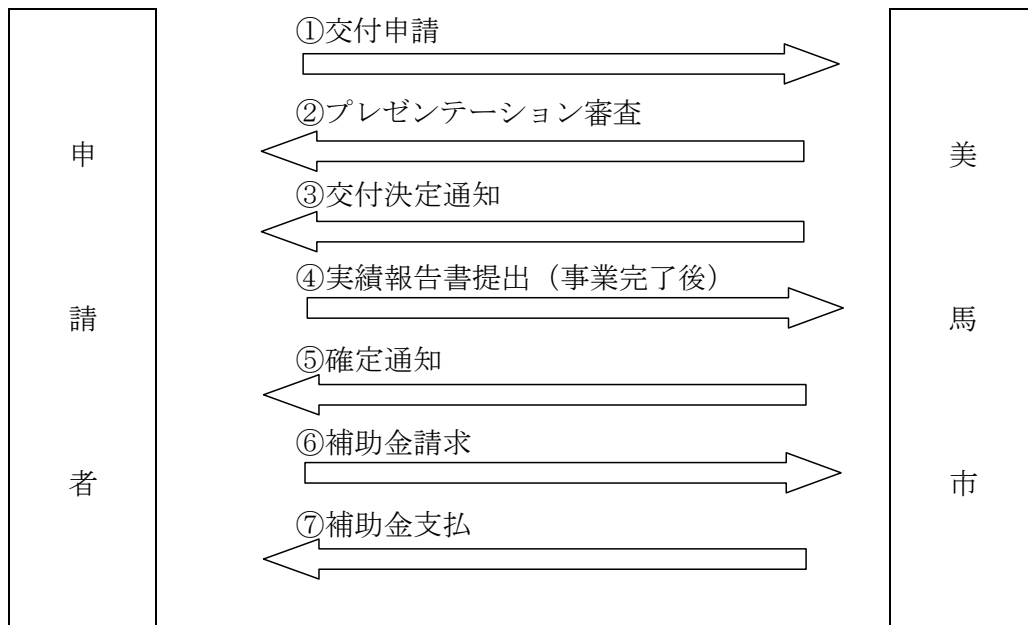 ①交付申請
②プレゼンテーション審査
③交付決定通知
④実績報告書提出（事業完了後）
⑤確定通知
⑥補助金請求
⑦補助金支払
申請者
美馬市